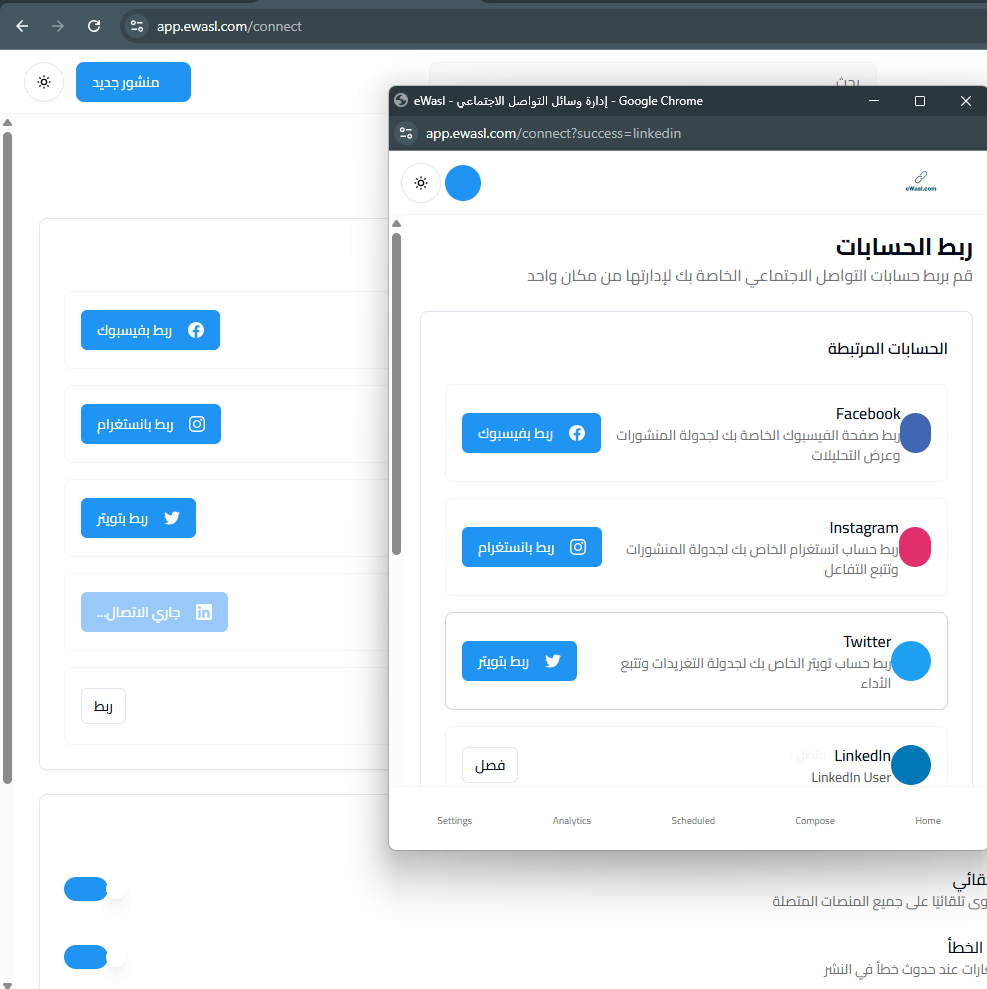 app.ewasl.com/connect
منشور جديد
بحث
eWasl - إدارة وسائل التواصل الاجتماعي - Google Chrome
app.ewasl.com/connect?success=linkedin
eWasl.com
ربط الحسابات
قم بربط حسابات التواصل الاجتماعي الخاصة بك لإدارتها من مكان واحد
الحسابات المرتبطة
Facebook
ربط صفحة الفيسبوك الخاصة بك لجدولة المنشورات
وعرض التحليلات
ربط بفيسبوك
Instagram
ربط حساب انستغرام الخاص بك لجدولة المنشورات
وتتبع التفاعل
ربط بانستغرام
Twitter
ربط حساب تويتر الخاص بك لجدولة التغريدات وتتبع
الأداء
ربط بتويتر
LinkedIn متصل
LinkedIn User
فصل
Home
Compose
Scheduled
Analytics
Settings
ربط بفيسبوك
ربط بانستغرام
ربط بتويتر
جاري الاتصال...
ربط
تلقائيًا على جميع المنصات المتصلة
الخطأ
عند حدوث خطأ في النشر